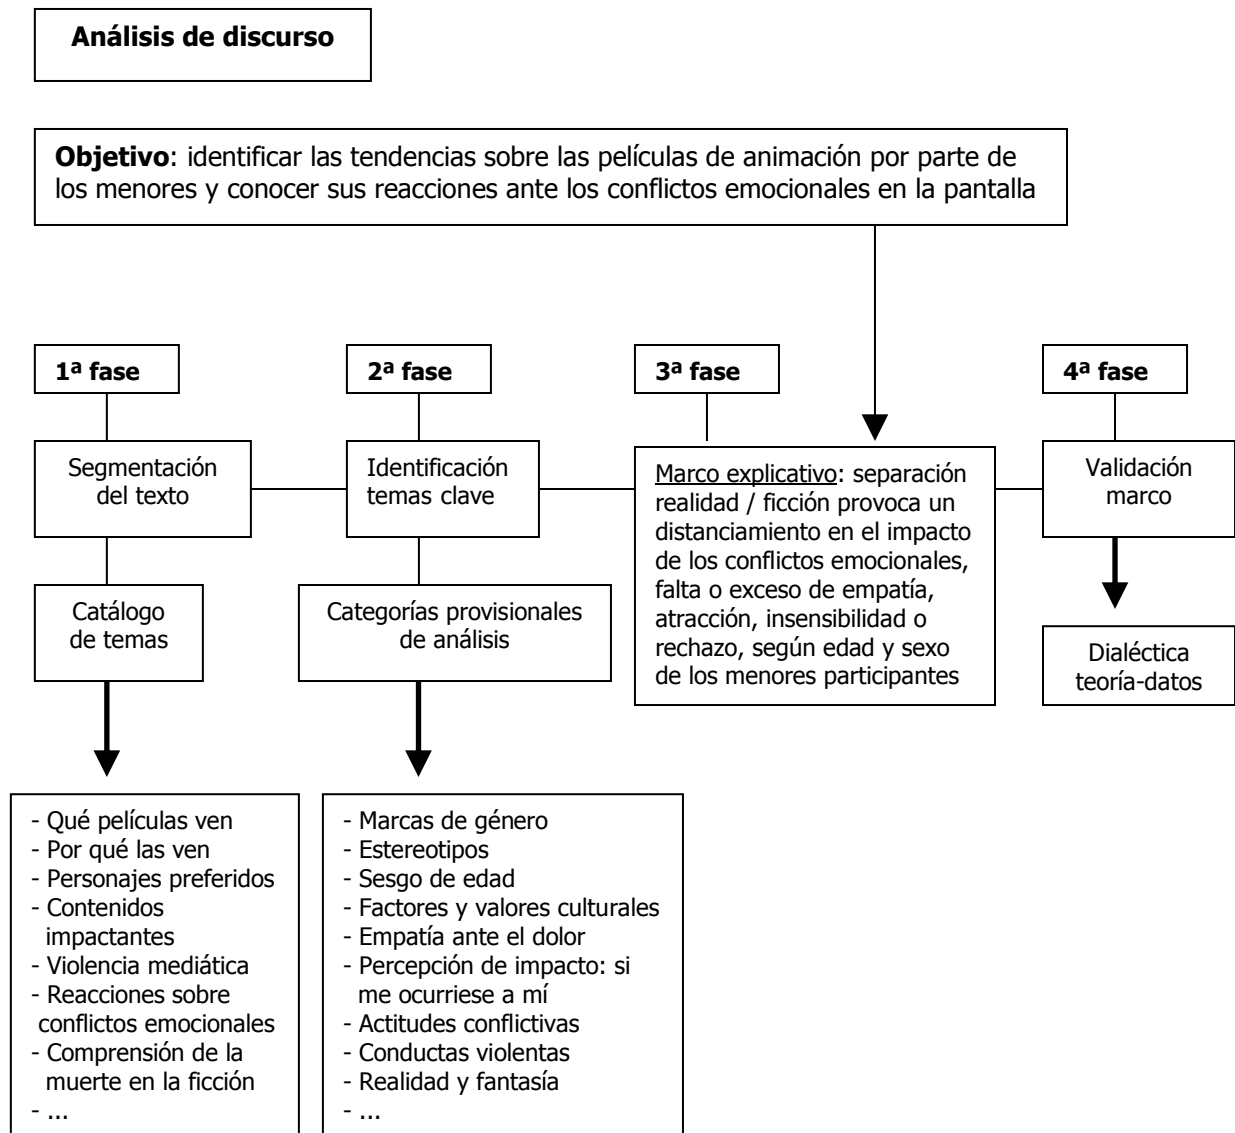 Análisis de discurso
Objetivo: identificar las tendencias sobre las películas de animación por parte de
los menores y conocer sus reacciones ante los conflictos emocionales en la pantalla
1ª fase
2ª fase
3ª fase
4ª fase
Segmentación
del texto
Identificación
temas clave
Marco explicativo: separación
realidad / ficción provoca un
distanciamiento en el impacto
de los conflictos emocionales,
falta o exceso de empatía,
atracción, insensibilidad o
rechazo, según edad y sexo
de los menores participantes
Validación
marco
Catálogo
de temas
Categorías provisionales
de análisis
Dialéctica
teoría-datos
- Qué películas ven
- Por qué las ven
- Personajes preferidos
- Contenidos
impactantes
- Violencia mediática
- Reacciones sobre
conflictos emocionales
- Comprensión de la
muerte en la ficción
- ...
- Marcas de género
- Estereotipos
- Sesgo de edad
- Factores y valores culturales
- Empatía ante el dolor
- Percepción de impacto: si
me ocurriese a mí
- Actitudes conflictivas
- Conductas violentas
- Realidad y fantasía
- ...